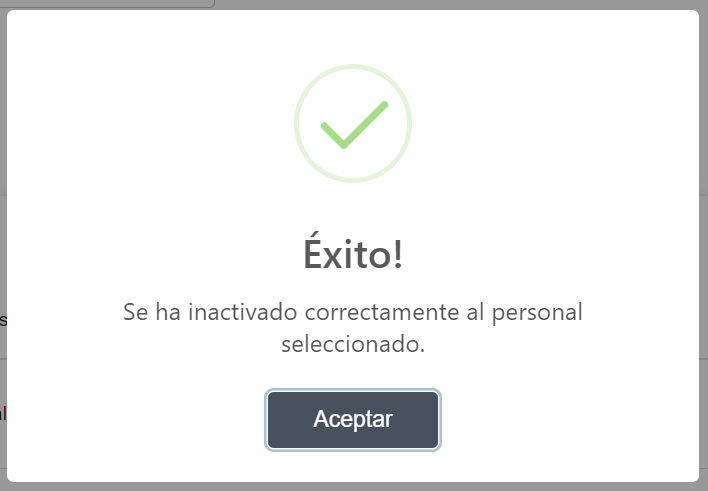 Éxito!
Se ha inactivado correctamente al personal
seleccionado.
Aceptar